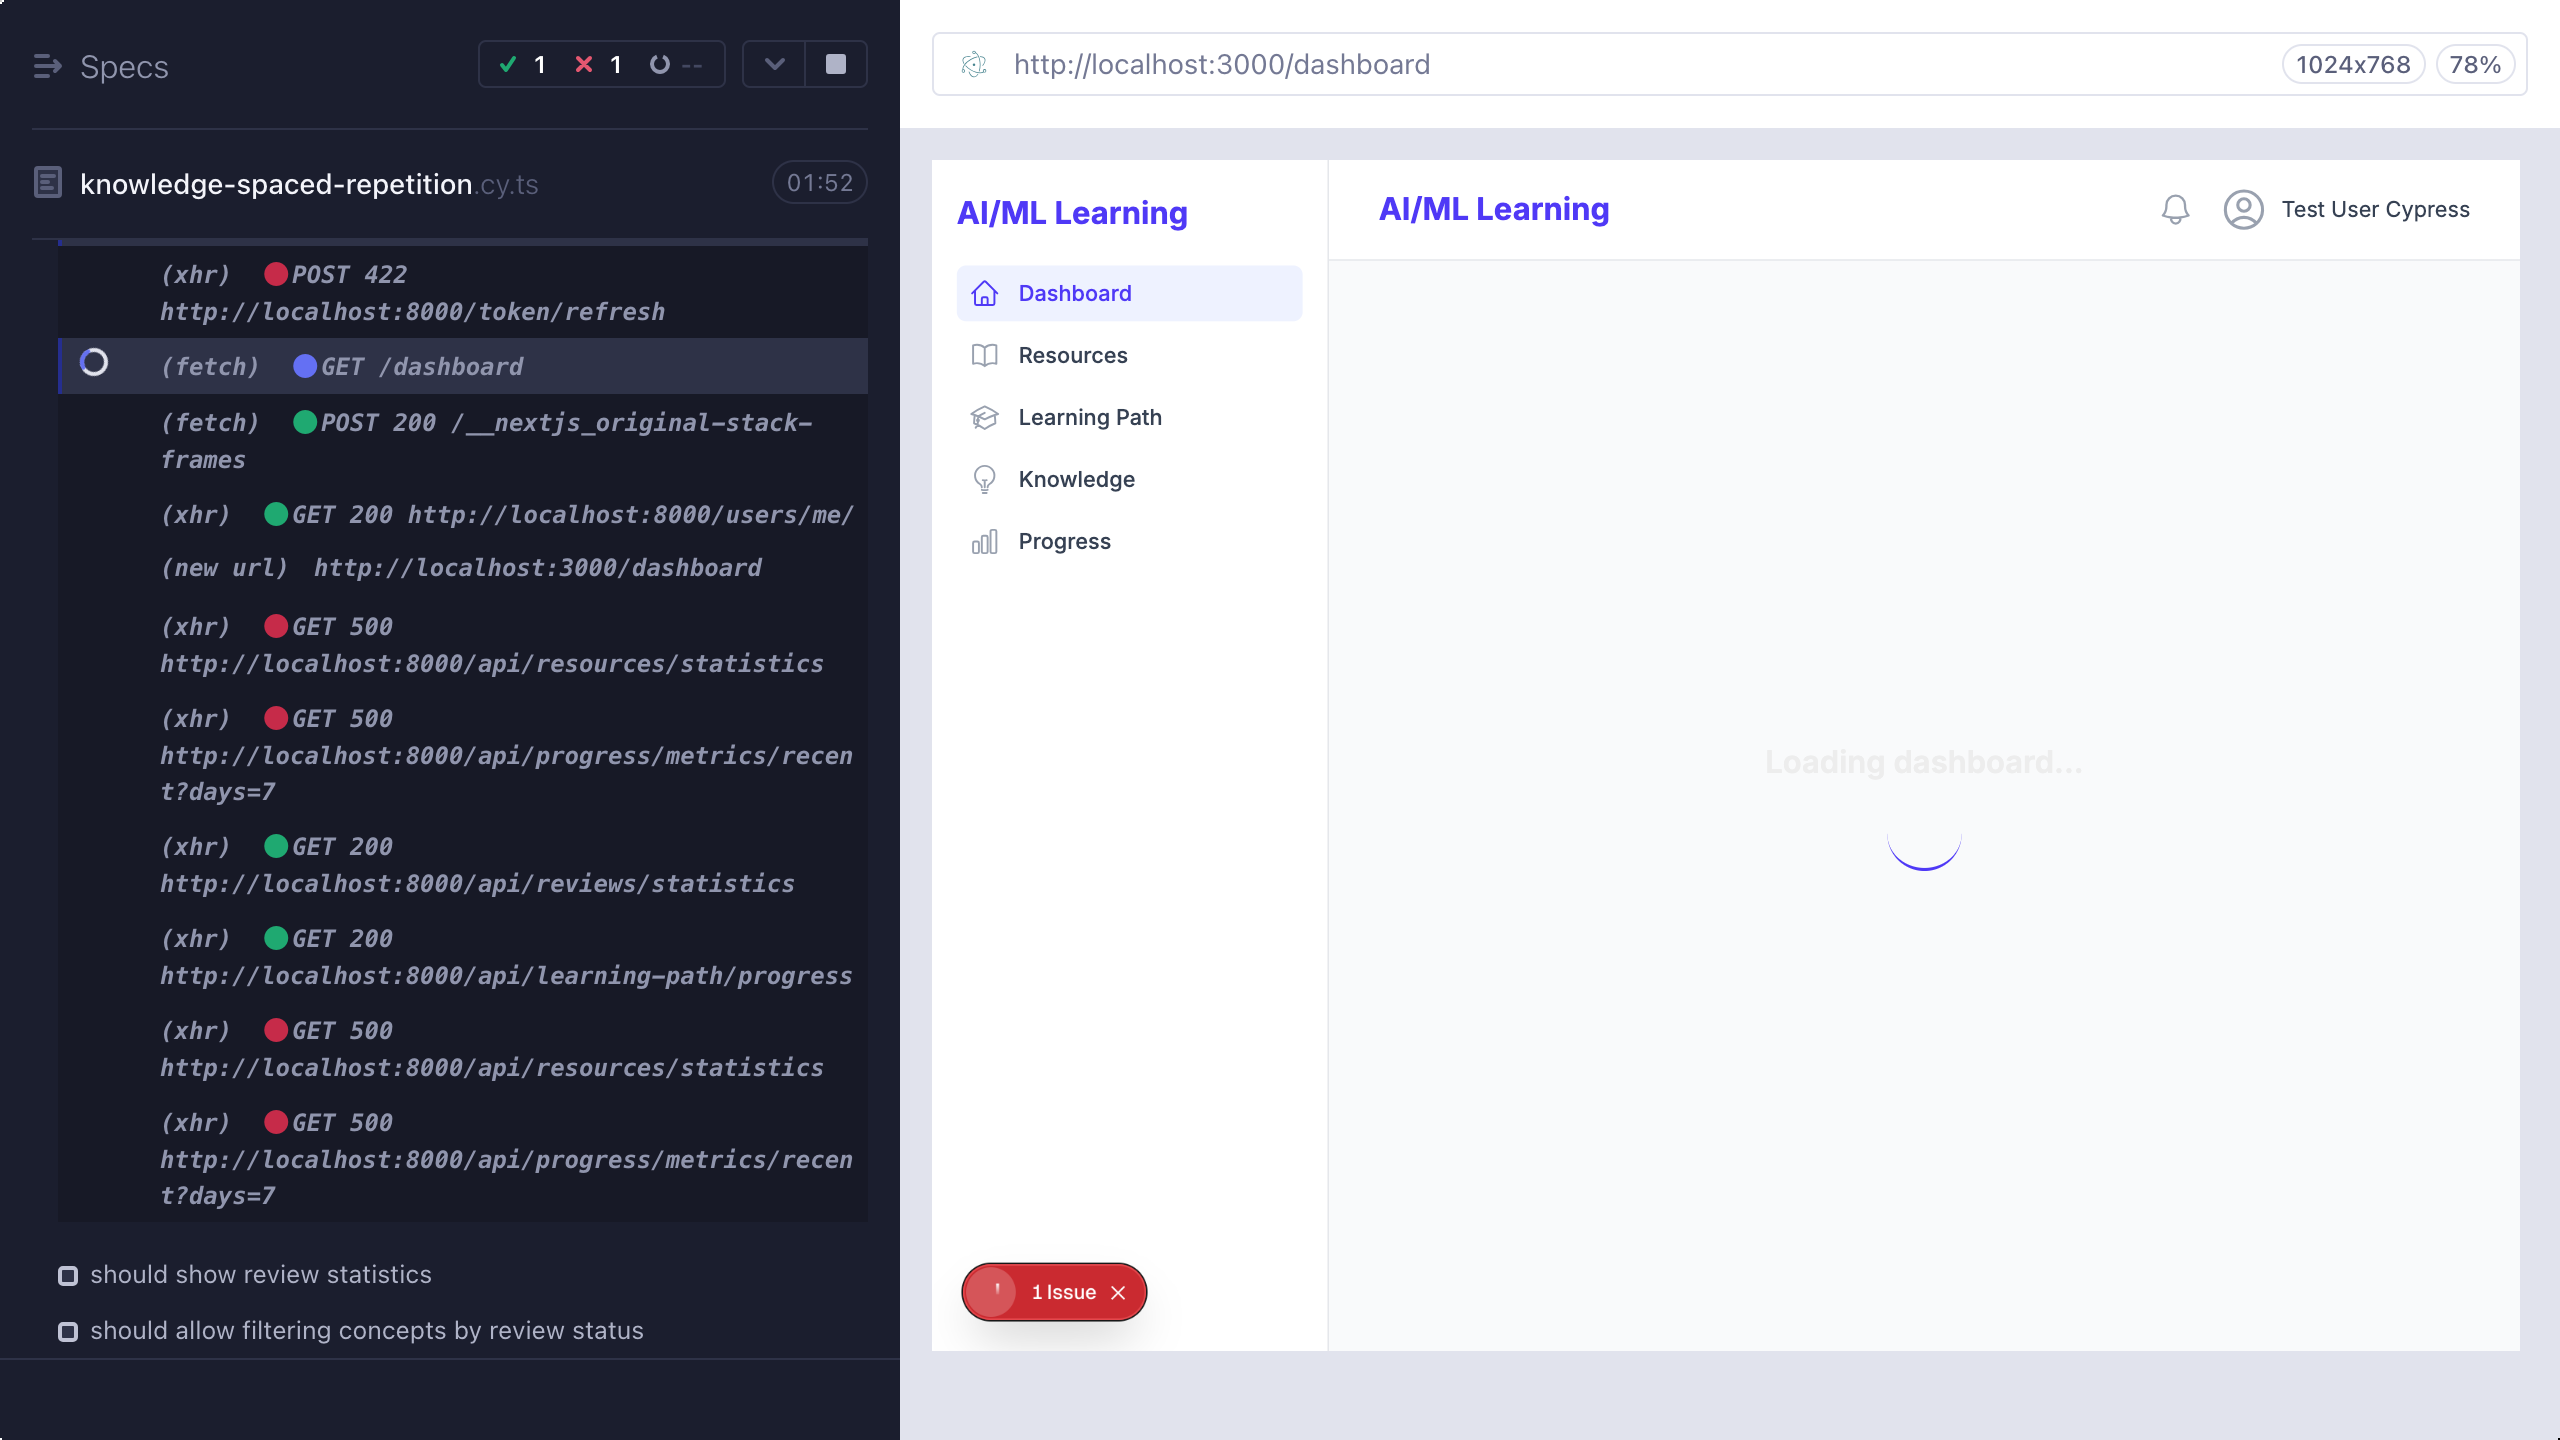 Specs
1
1
--
knowledge-spaced-repetition.cy.ts
01:52
(xhr) POST 422
http://localhost:8000/token/refresh
(fetch) GET /dashboard
(fetch) POST 200 /__nextjs_original-stack-
frames
(xhr) GET 200 http://localhost:8000/users/me/
(new url) http://localhost:3000/dashboard
(xhr) GET 500
http://localhost:8000/api/resources/statistics
(xhr) GET 500
http://localhost:8000/api/progress/metrics/recen
t?days=7
(xhr) GET 200
http://localhost:8000/api/reviews/statistics
(xhr) GET 200
http://localhost:8000/api/learning-path/progress
(xhr) GET 500
http://localhost:8000/api/resources/statistics
(xhr) GET 500
http://localhost:8000/api/progress/metrics/recen
t?days=7
should show review statistics
should allow filtering concepts by review status
http://localhost:3000/dashboard
1024x768
78%
AI/ML Learning
Dashboard
Resources
Learning Path
Knowledge
Progress
1 Issue
AI/ML Learning
Test User Cypress
Loading dashboard...